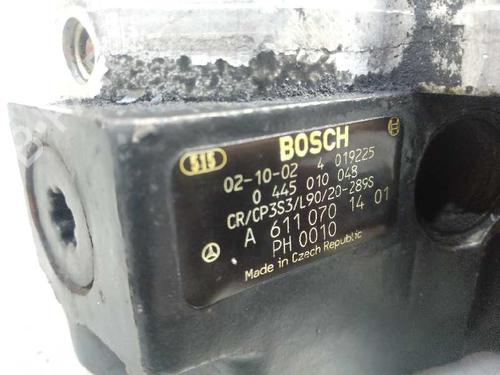 515
BOSCH
02-10-02 4 019225
0 445 010 048
CR/CP3S3/L90/20-289S
A 611 070 14 01
PH 0010
Made in Czech Republic